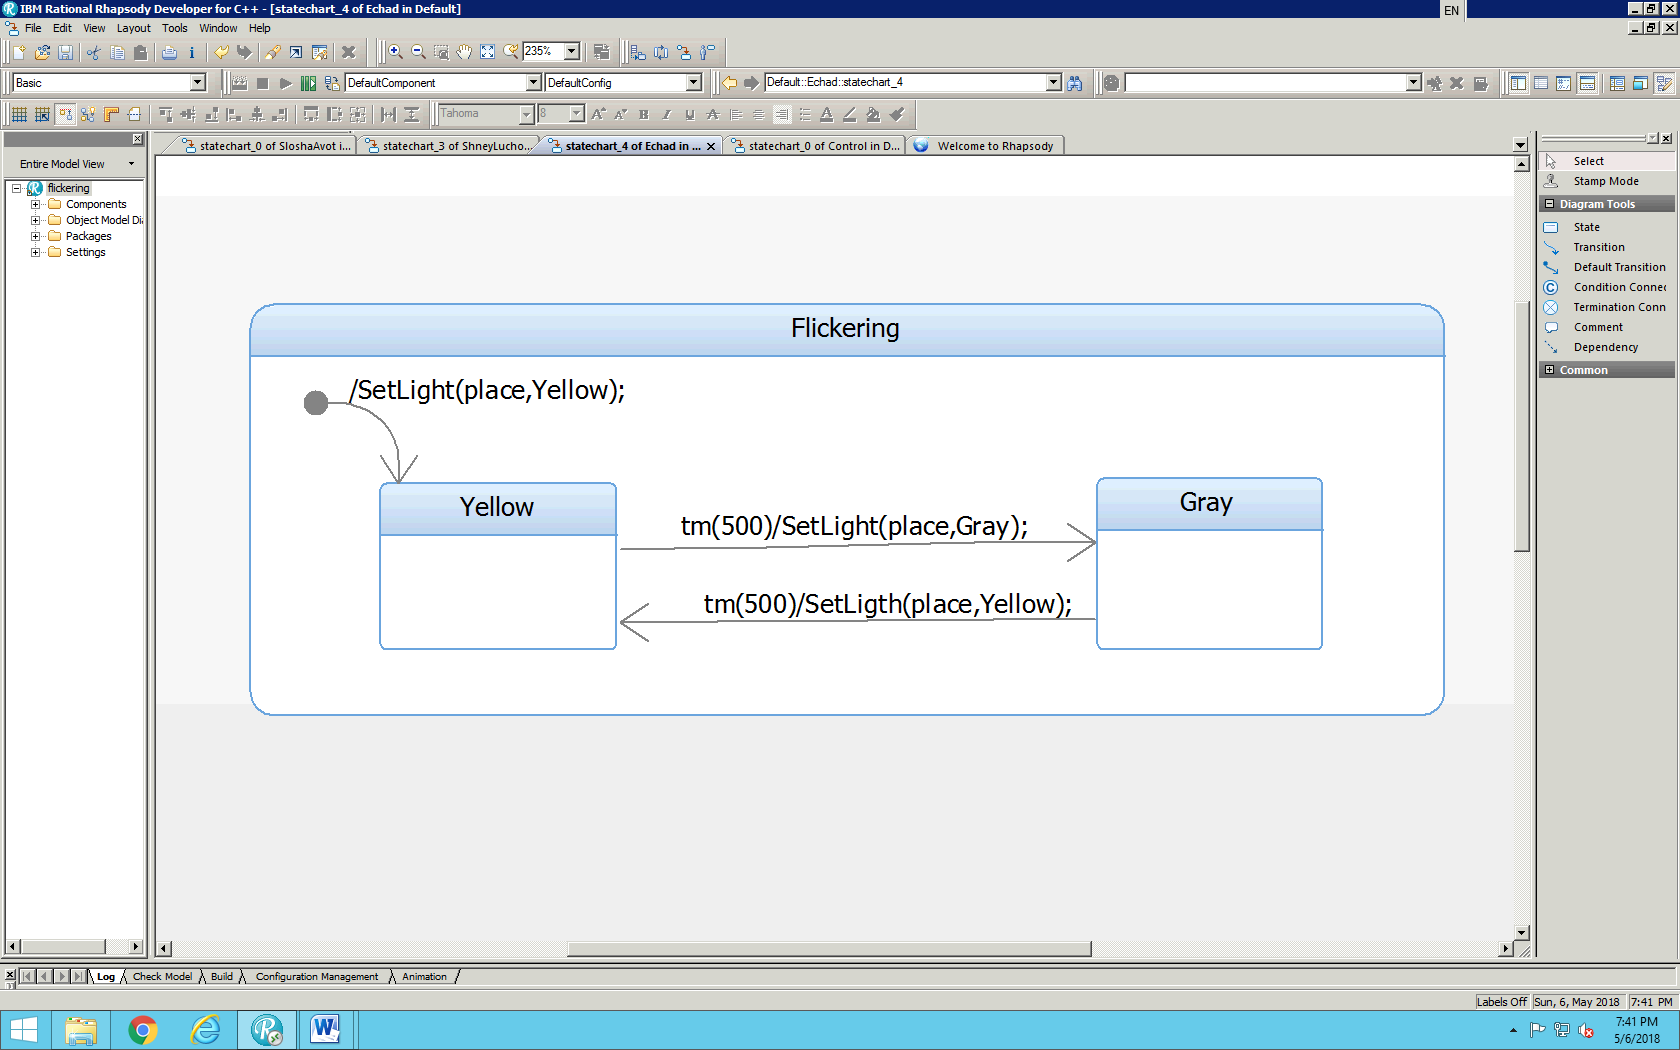 IBM Rational Rhapsody Developer for C++ - [statechart_4 of Echad in Default]
EN
File Edit View Layout Tools Window Help
235%
Basic
DefaultComponent
DefaultConfig
Default::Echad::statechart_4
Tahoma
8
Entire Model View
statechart_0 of SloshaAvot i...
statechart_3 of ShneyLucho...
statechart_4 of Echad in ...
statechart_0 of Control in D...
Welcome to Rhapsody
flickering
Components
Object Model Di
Packages
Settings
Select
Stamp Mode
Diagram Tools
State
Transition
Default Transition
Condition Connec
Termination Conn
Comment
Dependency
Common
Flickering
/SetLight(place,Yellow);
Yellow
Gray
tm(500)/SetLight(place,Gray);
tm(500)/SetLigth(place,Yellow);
Log Check Model Build Configuration Management Animation
Labels Off Sun, 6, May 2018 7:41 PM
7:41 PM
5/6/2018